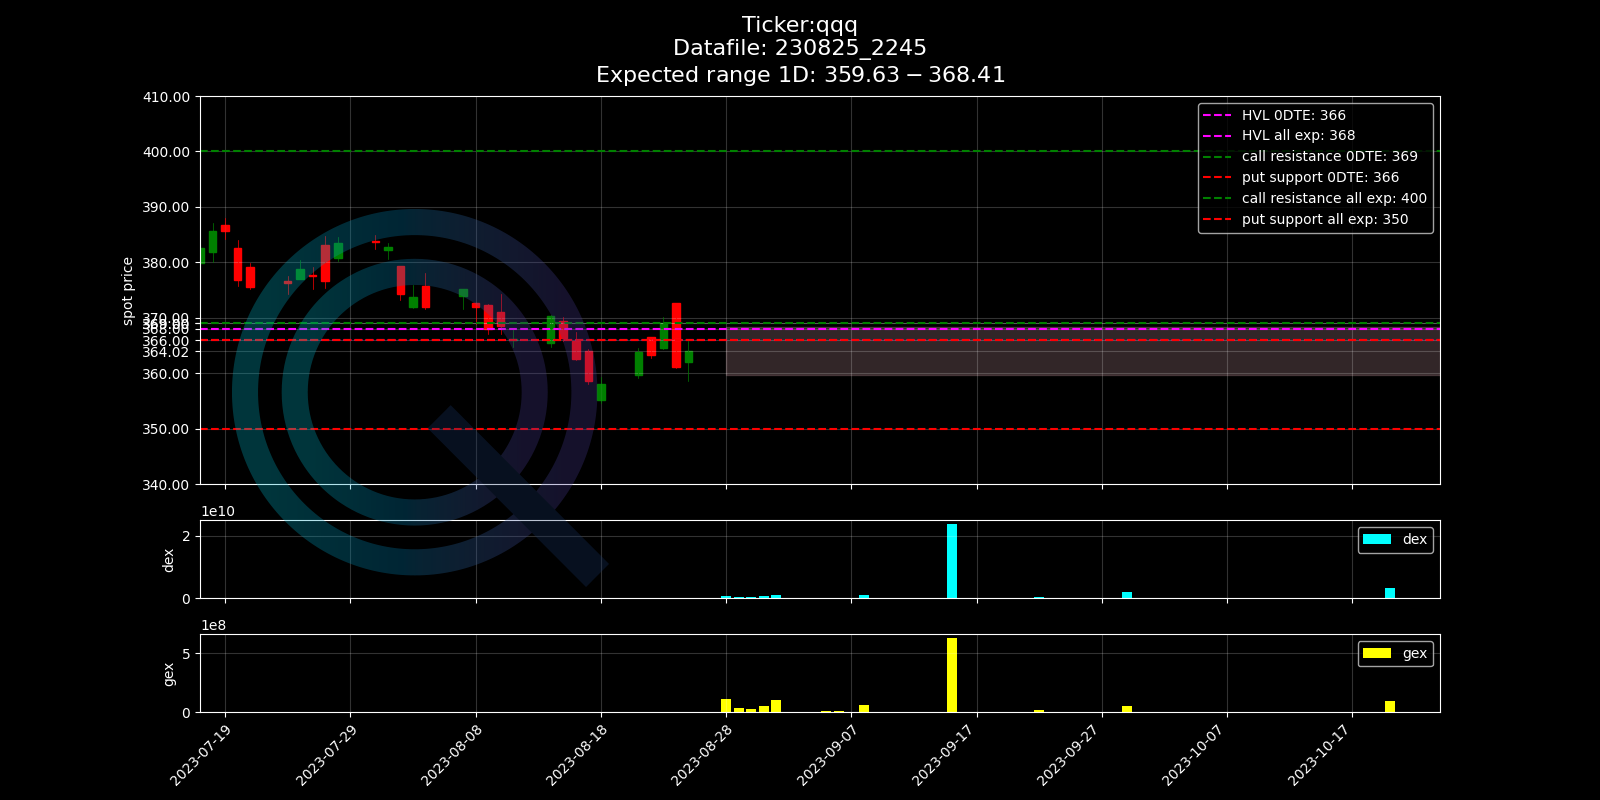 Ticker:qqq
Datafile: 230825_2245
Expected range 1D: 359.63 − 368.41
410.00
400.00
390.00
380.00
370.00
366.00
364.02
360.00
350.00
340.00
spot price
HVL 0DTE: 366
HVL all exp: 368
call resistance 0DTE: 369
put support 0DTE: 366
call resistance all exp: 400
put support all exp: 350
1e10
2
0
dex
dex
1e8
5
0
gex
gex
2023-07-19
2023-07-29
2023-08-08
2023-08-18
2023-08-28
2023-09-07
2023-09-17
2023-09-27
2023-10-07
2023-10-17